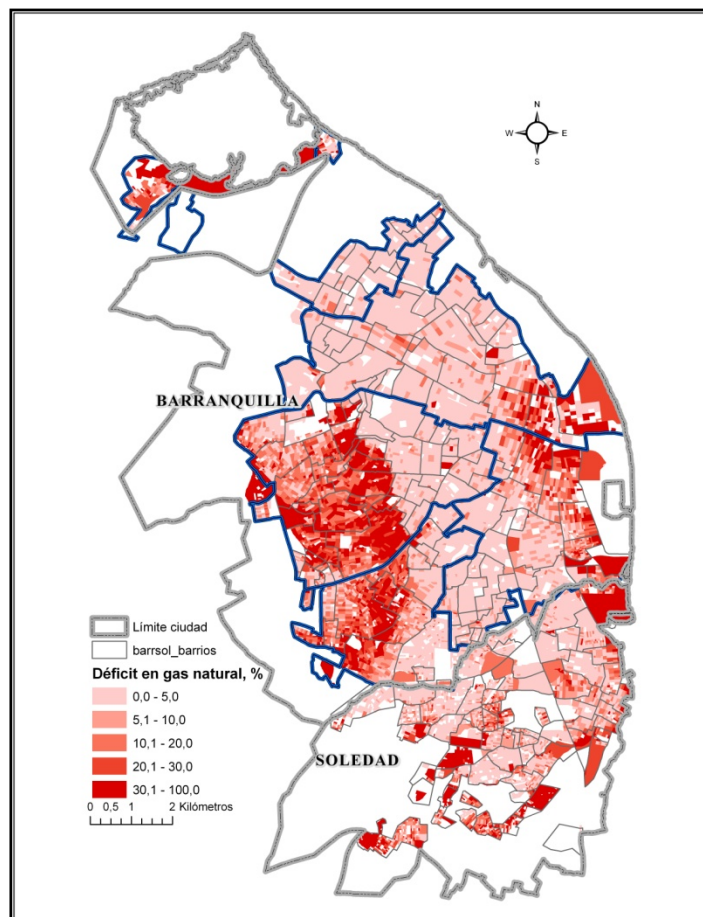 N
W E
S
BARRANQUILLA
Límite ciudad
barrsol_barrios
Déficit en gas natural, %
0,0 - 5,0
5,1 - 10,0
10,1 - 20,0
20,1 - 30,0
30,1 - 100,0
0 0,5 1 2 Kilómetros
SOLEDAD